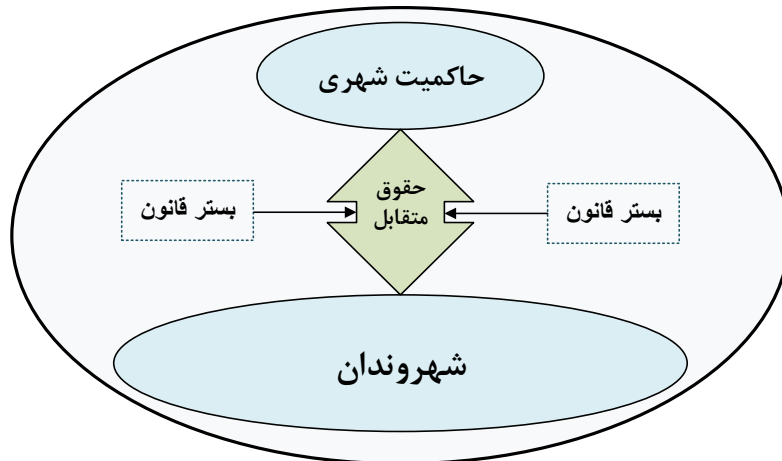 حاکمیت شهری
حقوق
متقابل
بستر قانون
بستر قانون
شهروندان